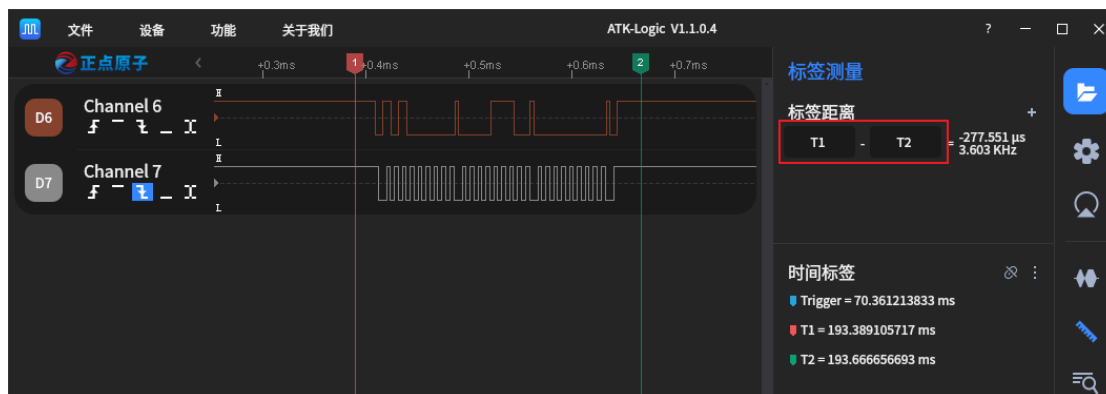 文件 设备 功能 关于我们 ATK-Logic V1.1.0.4
正点原子 +0.3ms 1 +0.4ms +0.5ms +0.6ms 2 +0.7ms
标签测量
D6 Channel 6 H L
标签距离 +
T1 - T2 = -277.551 μs
3.603 KHz
D7 Channel 7 H L
时间标签
Trigger = 70.361213833 ms
T1 = 193.389105717 ms
T2 = 193.666656693 ms